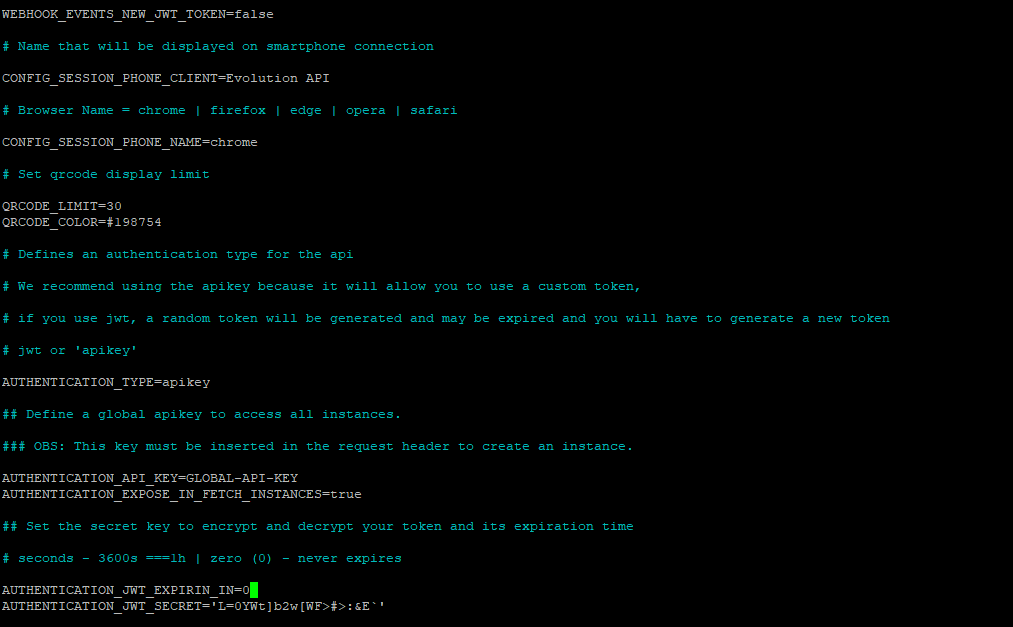 WEBHOOK_EVENTS_NEW_JWT_TOKEN=false
# Name that will be displayed on smartphone connection
CONFIG_SESSION_PHONE_CLIENT=Evolution API
# Browser Name = chrome | firefox | edge | opera | safari
CONFIG_SESSION_PHONE_NAME=chrome
# Set qrcode display limit
QRCODE_LIMIT=30
QRCODE_COLOR=#198754
# Defines an authentication type for the api
# We recommend using the apikey because it will allow you to use a custom token,
# if you use jwt, a random token will be generated and may be expired and you will have to generate a new token
# jwt or 'apikey'
AUTHENTICATION_TYPE=apikey
## Define a global apikey to access all instances.
### OBS: This key must be inserted in the request header to create an instance.
AUTHENTICATION_API_KEY=GLOBAL-API-KEY
AUTHENTICATION_EXPOSE_IN_FETCH_INSTANCES=true
## Set the secret key to encrypt and decrypt your token and its expiration time
# seconds - 3600s ===1h | zero (0) - never expires
AUTHENTICATION_JWT_EXPIRIN_IN=0
AUTHENTICATION_JWT_SECRET='L=0YWt]b2w[WF>#>:&E`'